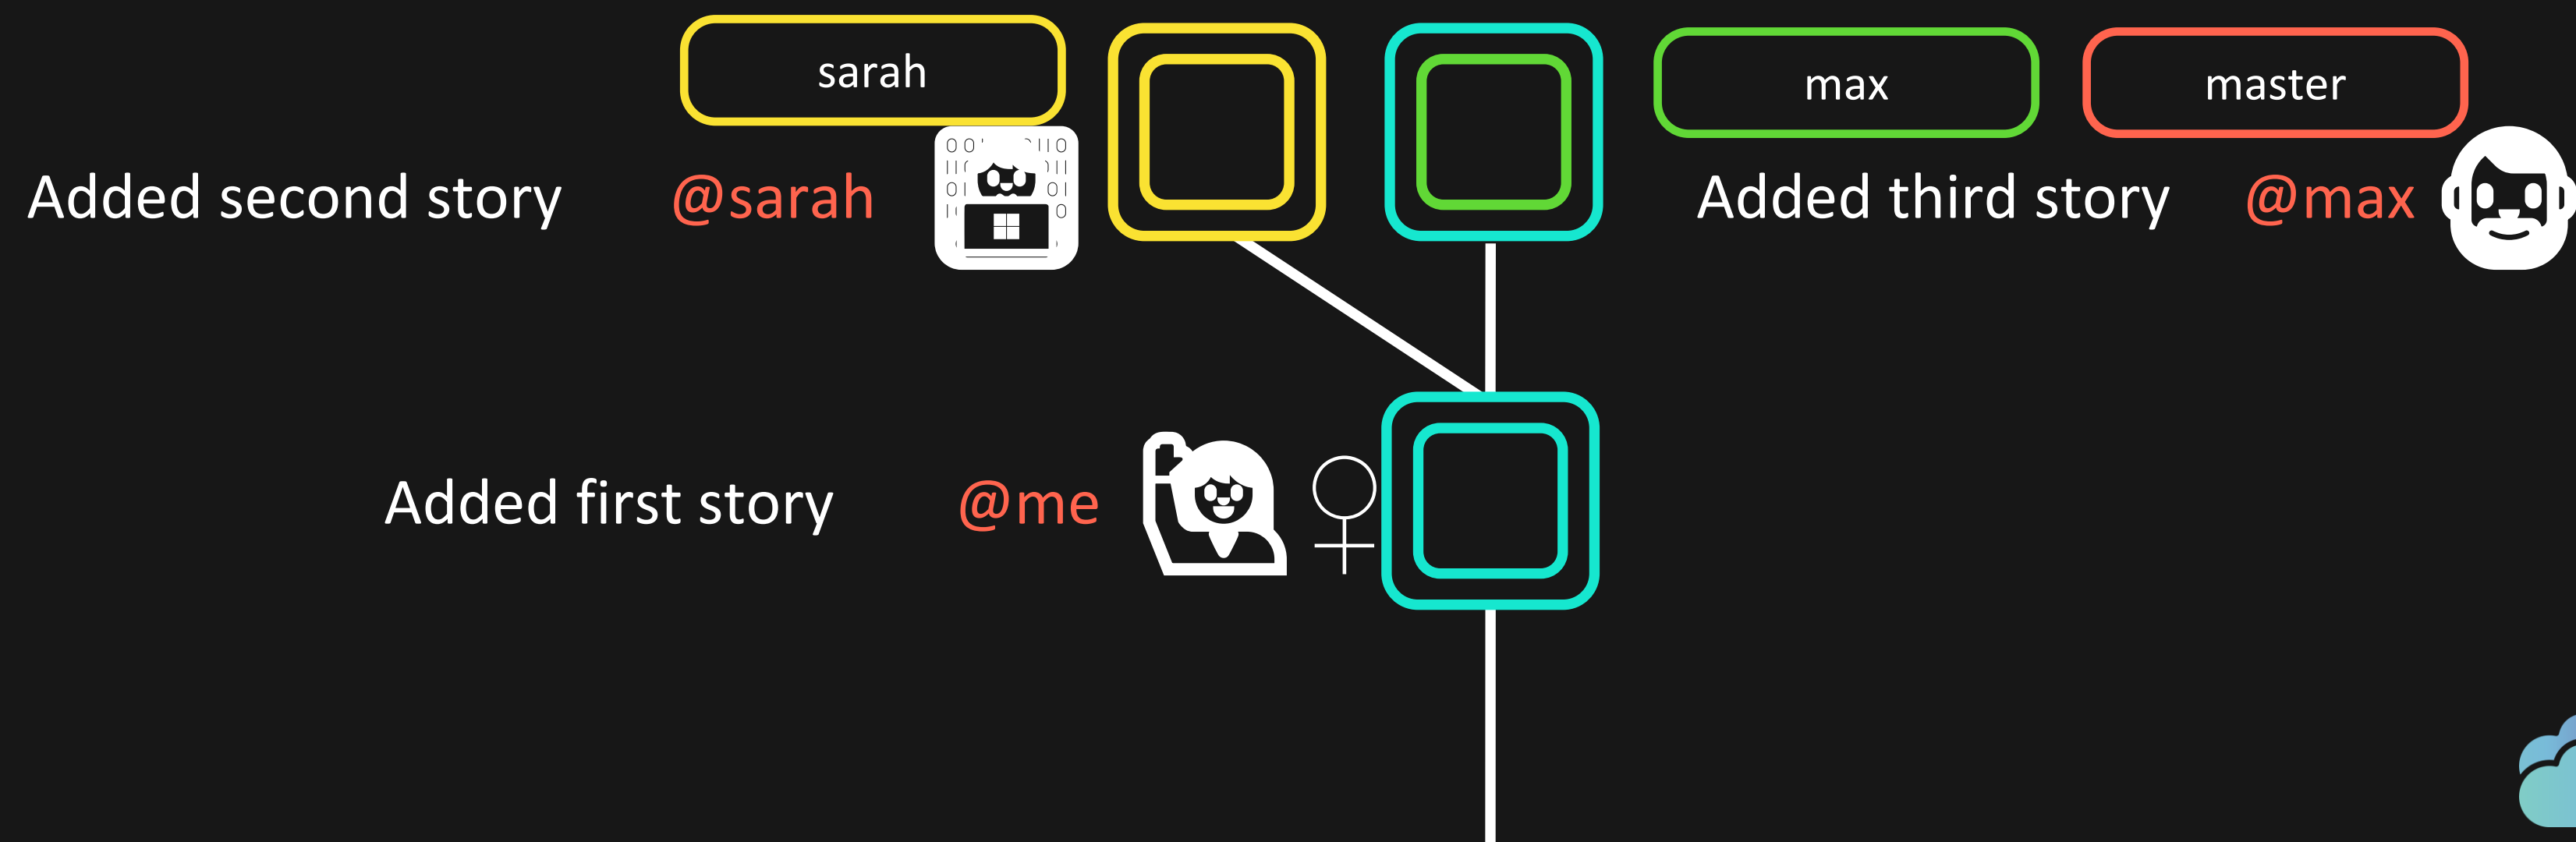 sarah
max
master
Added second story
@sarah
Added third story
@max
Added first story
@me